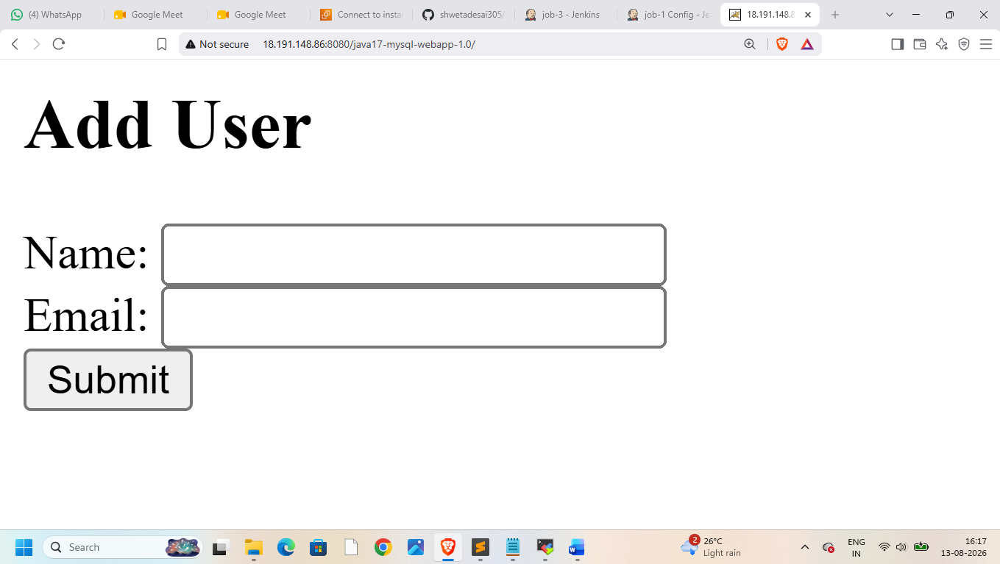 (4) WhatsApp
Google Meet
Google Meet
Connect to instan
shwetadesai305/
job-3 - Jenkins
job-1 Config - Je
18.191.148.8
Not secure 18.191.148.86:8080/java17-mysql-webapp-1.0/
Add User
Name:
Email:
Submit
Search
2
26°C
Light rain
ENG
IN
16:17
13-08-2026